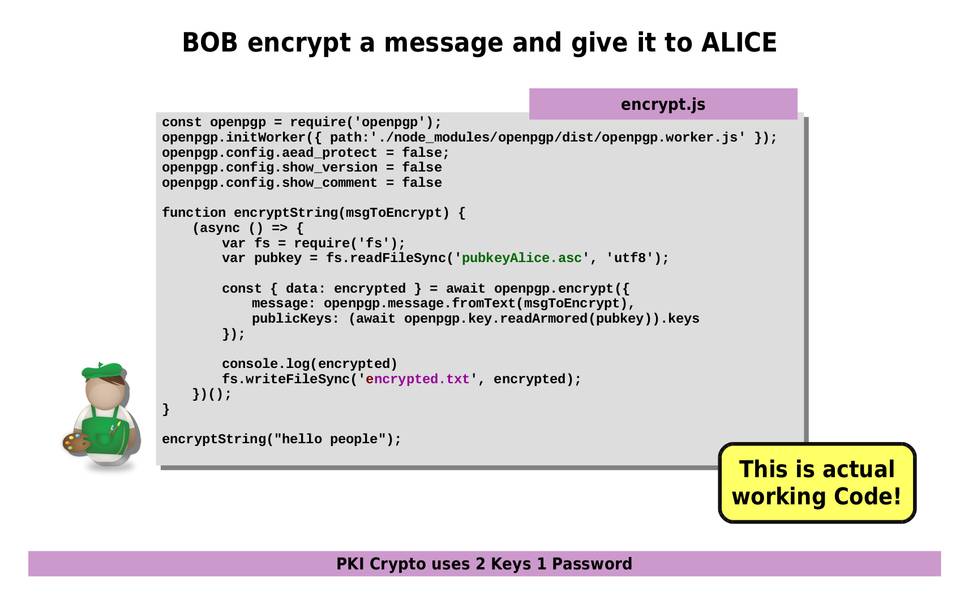 BOB encrypt a message and give it to ALICE
encrypt.js
const openpgp = require('openpgp');
openpgp.initWorker({ path:'./node_modules/openpgp/dist/openpgp.worker.js' });
openpgp.config.aead_protect = false;
openpgp.config.show_version = false
openpgp.config.show_comment = false
function encryptString(msgToEncrypt) {
(async () => {
var fs = require('fs');
var pubkey = fs.readFileSync('pubkeyAlice.asc', 'utf8');
const { data: encrypted } = await openpgp.encrypt({
message: openpgp.message.fromText(msgToEncrypt),
publicKeys: (await openpgp.key.readArmored(pubkey)).keys
});
console.log(encrypted)
fs.writeFileSync('encrypted.txt', encrypted);
})();
}
encryptString("hello people");
This is actual
working Code!
PKI Crypto uses 2 Keys 1 Password